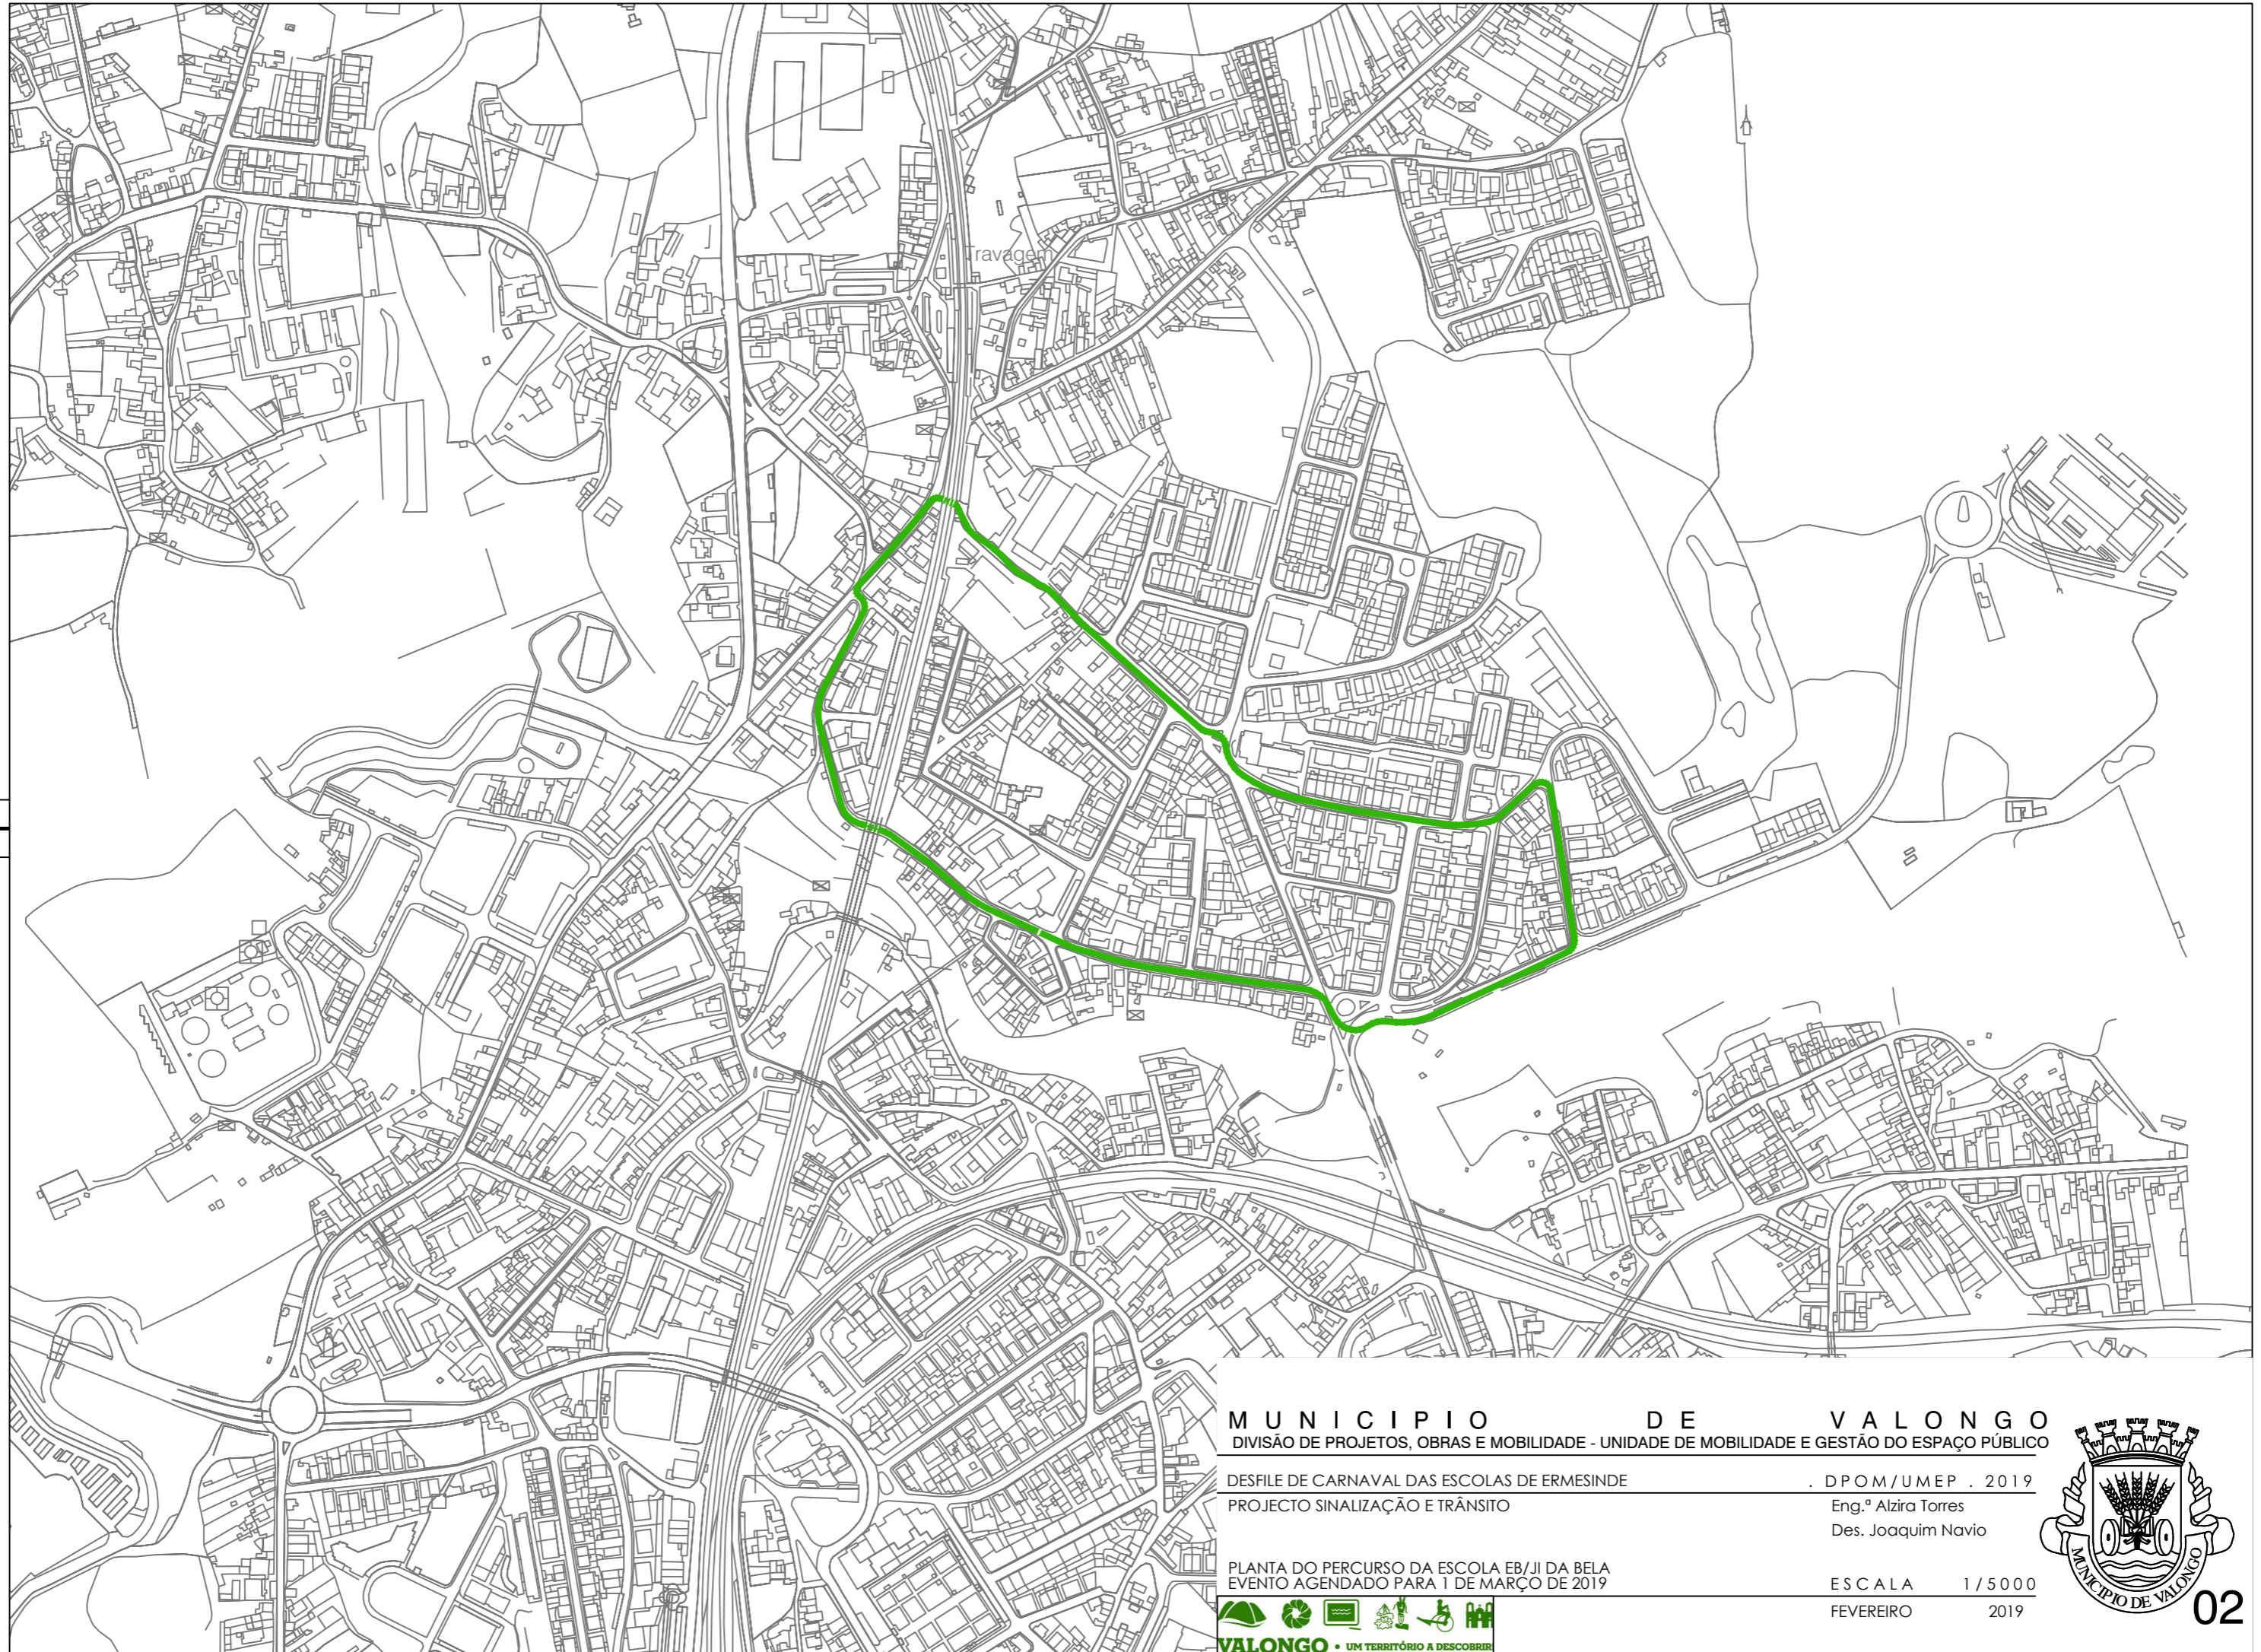 Travagem
MUNICIPIO DE VALONGO
DIVISÃO DE PROJETOS, OBRAS E MOBILIDADE - UNIDADE DE MOBILIDADE E GESTÃO DO ESPAÇO PÚBLICO
DESFILE DE CARNAVAL DAS ESCOLAS DE ERMESINDE . DPOM/UMEP . 2019
PROJECTO SINALIZAÇÃO E TRÂNSITO Eng.ª Alzira Torres
Des. Joaquim Navio
PLANTA DO PERCURSO DA ESCOLA EB/JI DA BELA
EVENTO AGENDADO PARA 1 DE MARÇO DE 2019 ESCALA 1/5000
FEVEREIRO 2019
MUNICIPIO DE VALONGO
02
VALONGO • UM TERRITÓRIO A DESCOBRIR